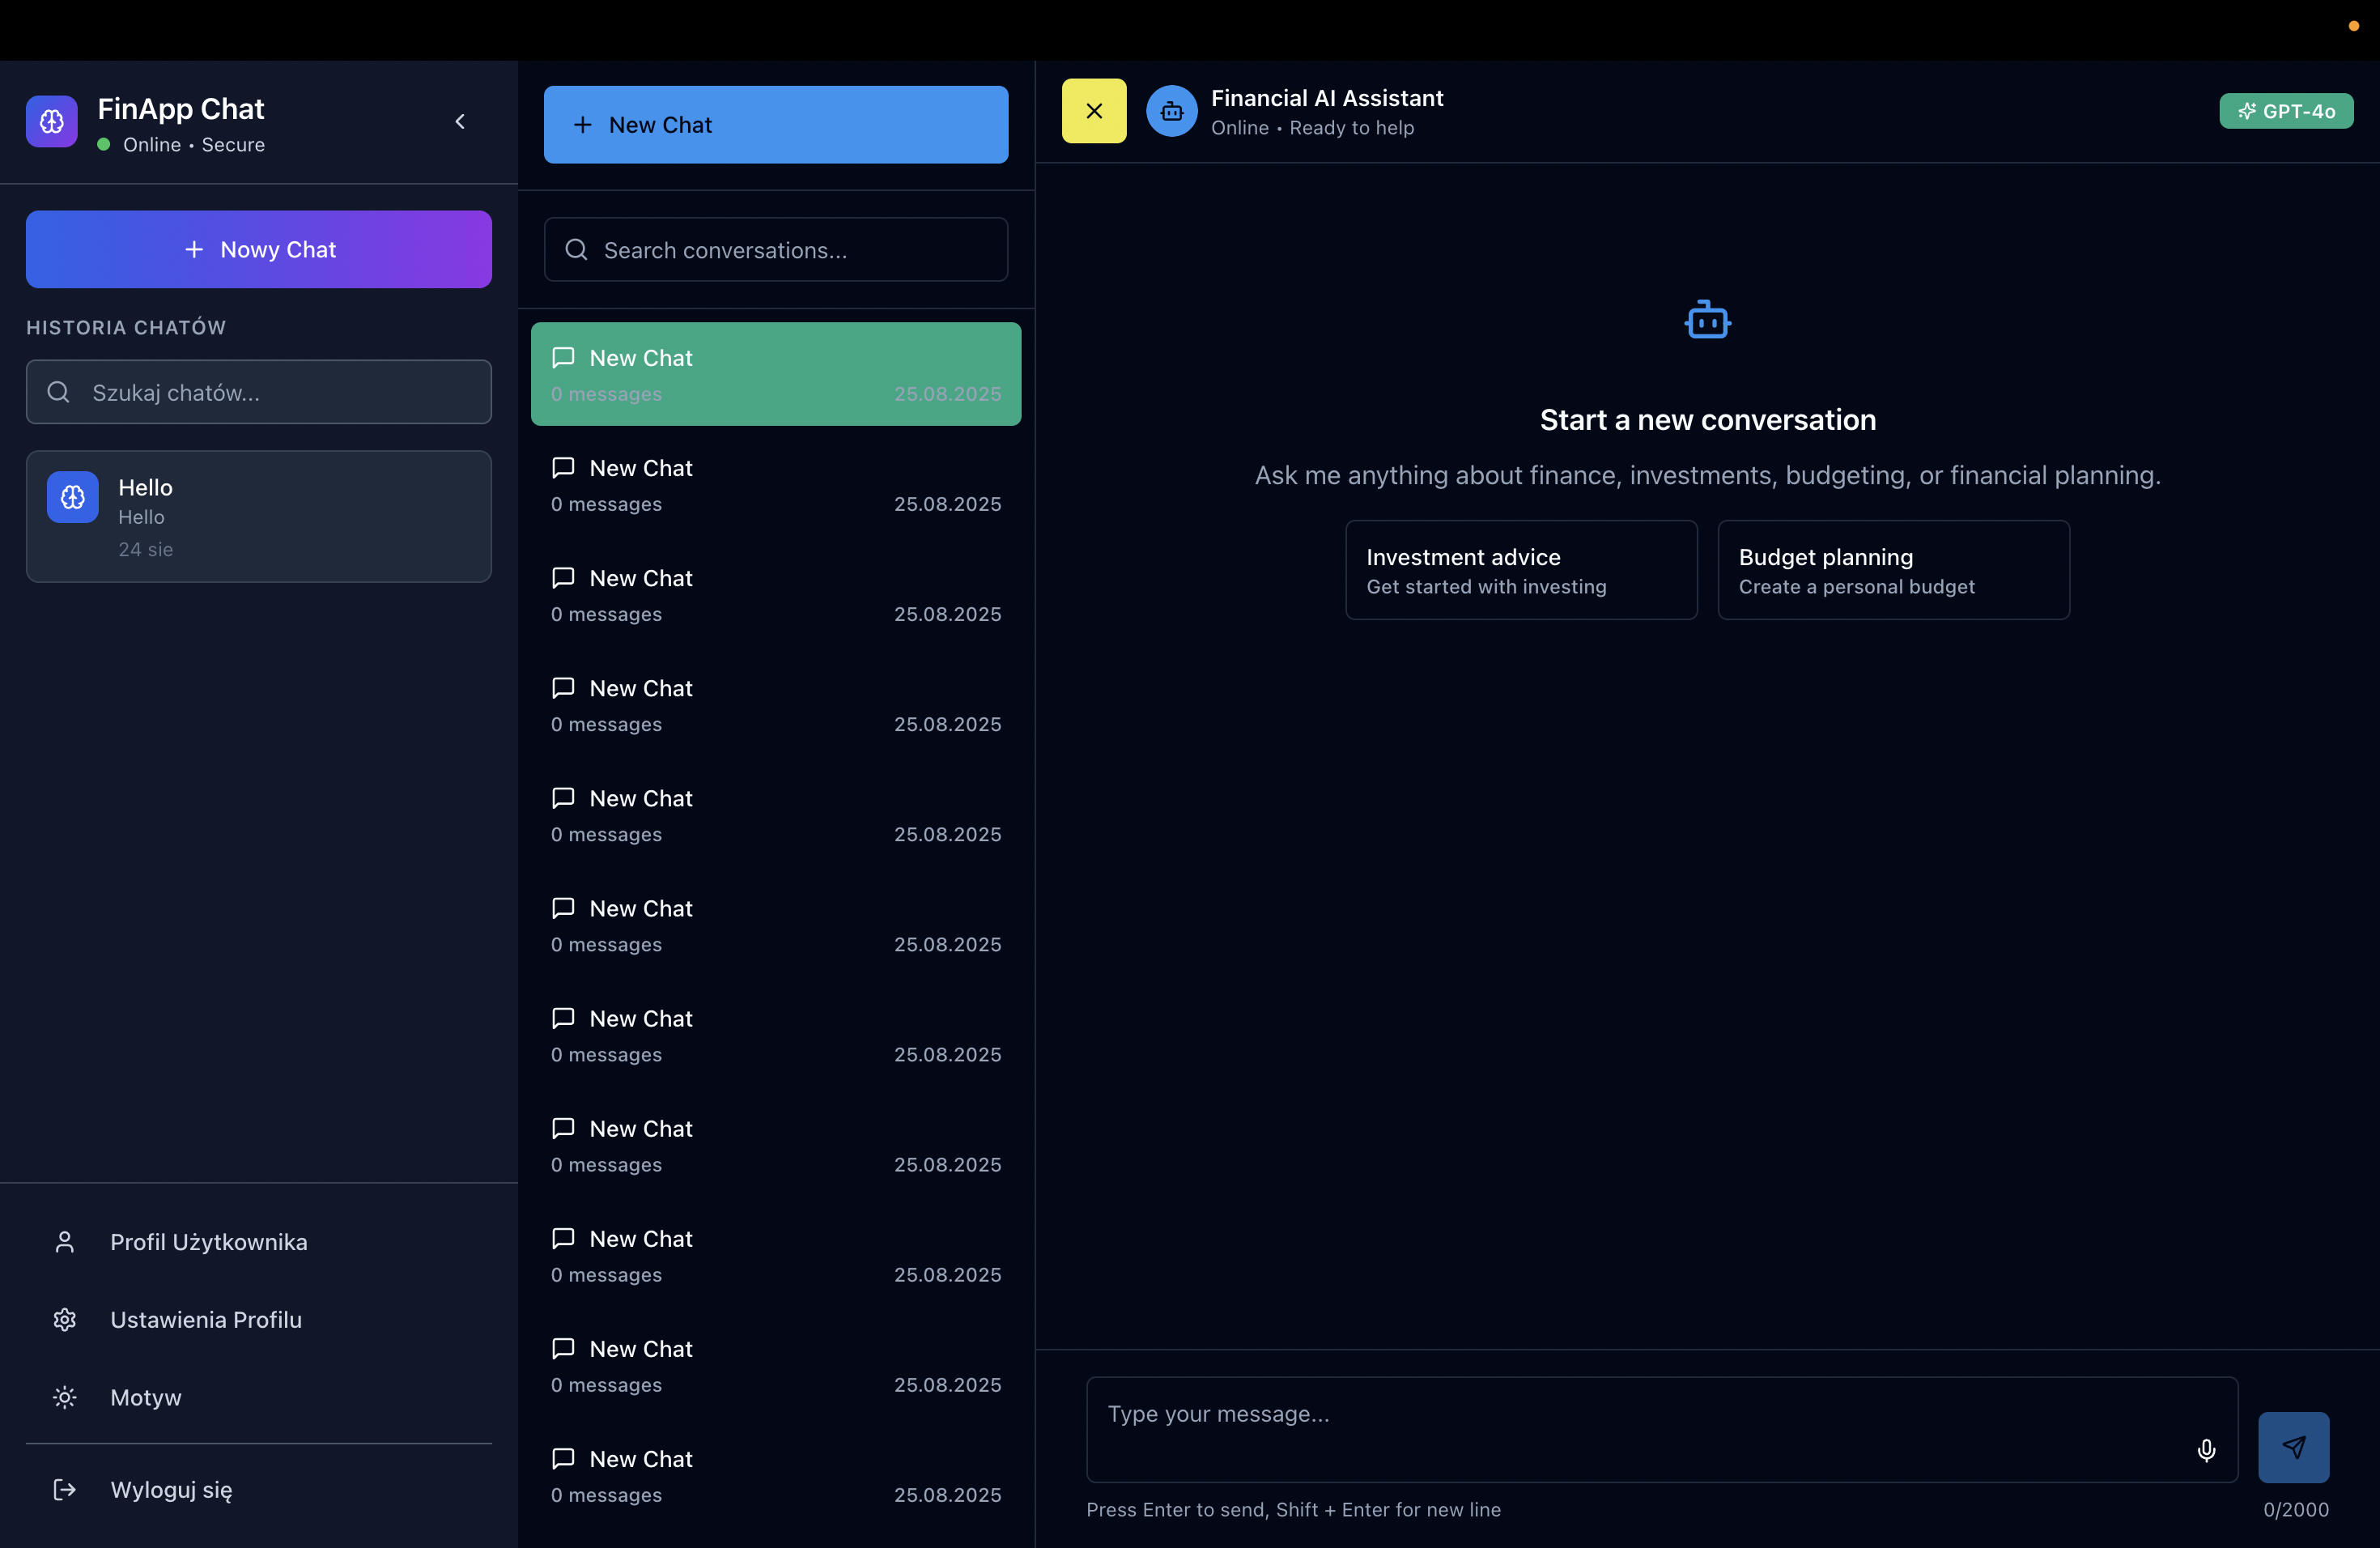 FinApp Chat
Online • Secure
Nowy Chat
HISTORIA CHATÓW
Szukaj chatów...
Hello
Hello
24 sie
Profil Użytkownika
Ustawienia Profilu
Motyw
Wyloguj się
New Chat
Search conversations...
New Chat
0 messages 25.08.2025
New Chat
0 messages 25.08.2025
New Chat
0 messages 25.08.2025
New Chat
0 messages 25.08.2025
New Chat
0 messages 25.08.2025
New Chat
0 messages 25.08.2025
New Chat
0 messages 25.08.2025
New Chat
0 messages 25.08.2025
New Chat
0 messages 25.08.2025
New Chat
0 messages 25.08.2025
New Chat
0 messages 25.08.2025
Financial AI Assistant
Online • Ready to help
GPT-4o
Start a new conversation
Ask me anything about finance, investments, budgeting, or financial planning.
Investment advice
Get started with investing
Budget planning
Create a personal budget
Type your message...
Press Enter to send, Shift + Enter for new line
0/2000